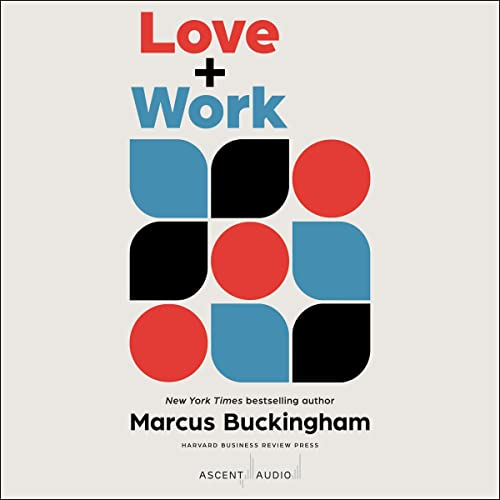 Love
+
Work
New York Times bestselling author
Marcus Buckingham
HARVARD BUSINESS REVIEW PRESS
ASCENT AUDIO